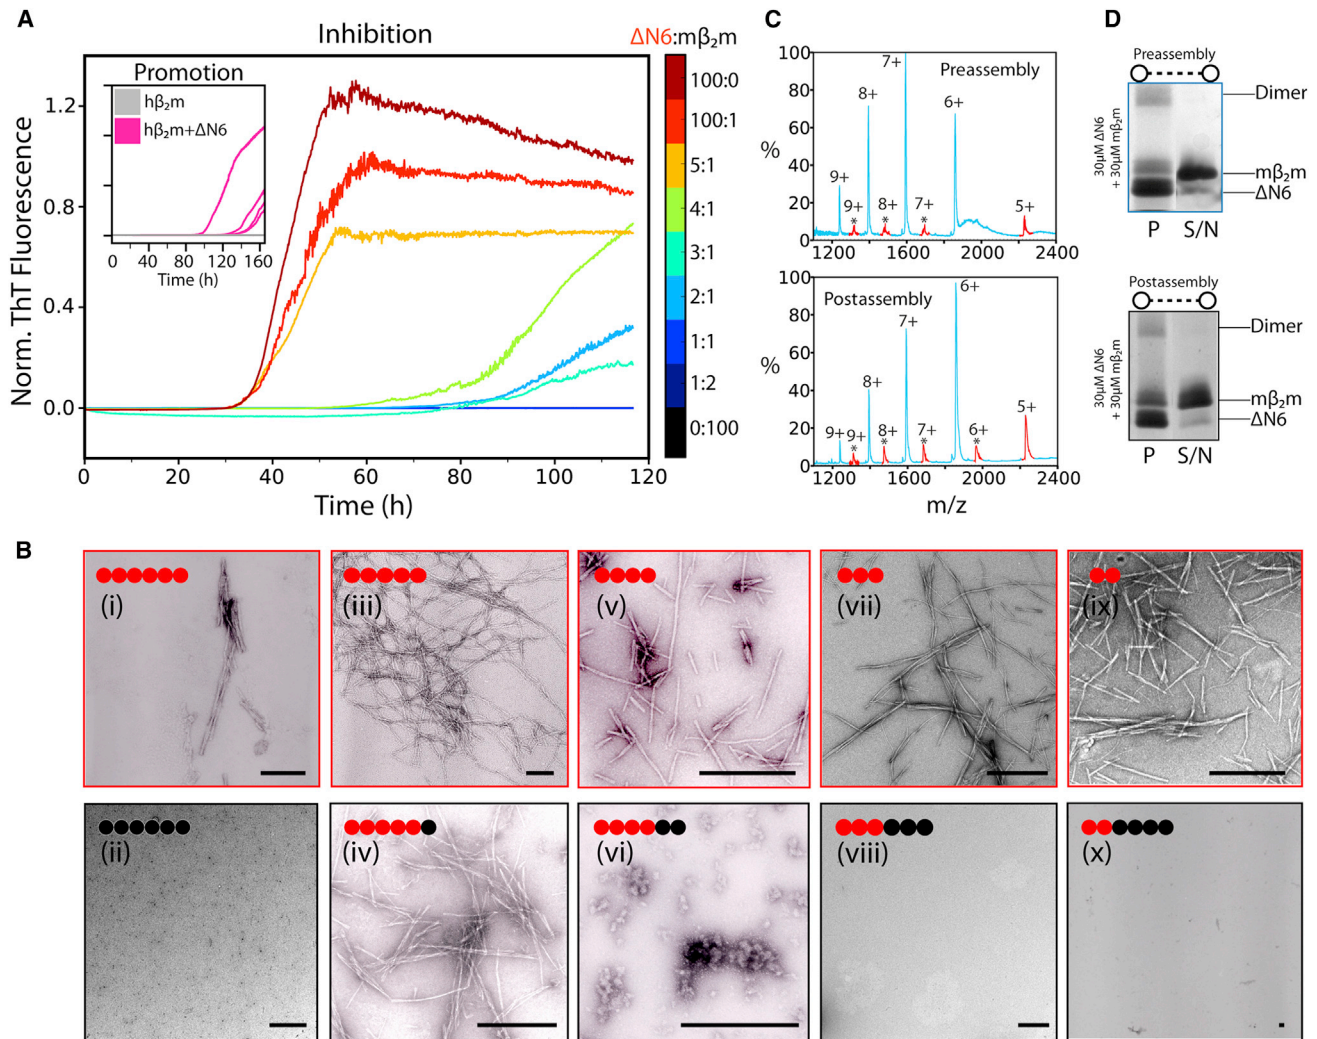 A
Inhibition
ΔN6:mβ₂m
Norm. ThT Fluorescence
1.2
0.8
0.4
0.0
0
20
40
60
80
100
120
Time (h)
Promotion
hβ₂m
hβ₂m+ΔN6
0
40
80
120
160
Time (h)
100:0
100:1
5:1
4:1
3:1
2:1
1:1
1:2
0:100
C
%
100
80
60
40
20
0
Preassembly
9+
8+
7+
6+
9+
*
8+
*
7+
*
5+
1200
1600
2000
2400
%
100
80
60
40
20
0
Postassembly
9+
8+
7+
6+
9+
*
8+
*
7+
*
6+
*
5+
1200
1600
2000
2400
m/z
D
Preassembly
30μM ΔN6
+ 30μM mβ₂m
Dimer
mβ₂m
ΔN6
P S/N
Postassembly
30μM ΔN6
+ 30μM mβ₂m
Dimer
mβ₂m
ΔN6
P S/N
B
(i)
(iii)
(v)
(vii)
(ix)
(ii)
(iv)
(vi)
(viii)
(x)